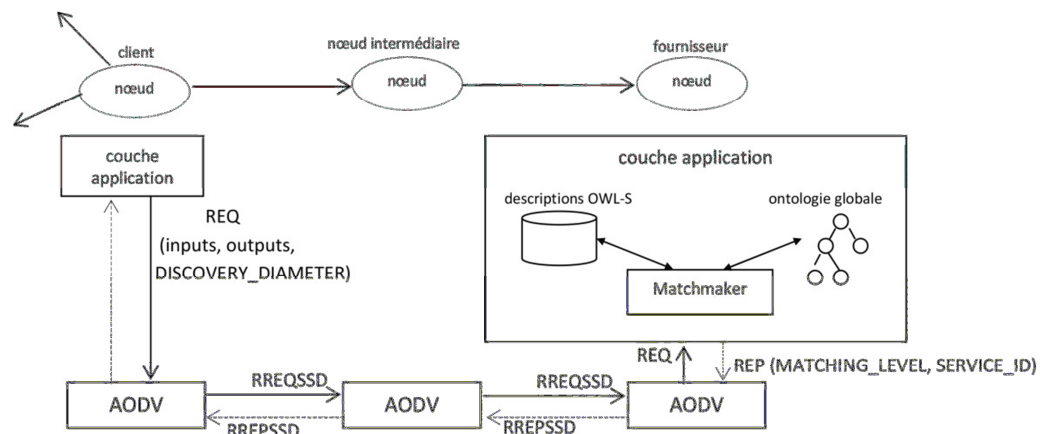 client
nœud intermédiaire
fournisseur
nœud
nœud
nœud
couche
application
couche application
descriptions OWL-S
ontologie globale
Matchmaker
REQ
(inputs, outputs,
DISCOVERY_DIAMETER)
REQ
REP (MATCHING_LEVEL, SERVICE_ID)
RREQSSD
RREQSSD
AODV
AODV
AODV
RREPSSD
RREPSSD